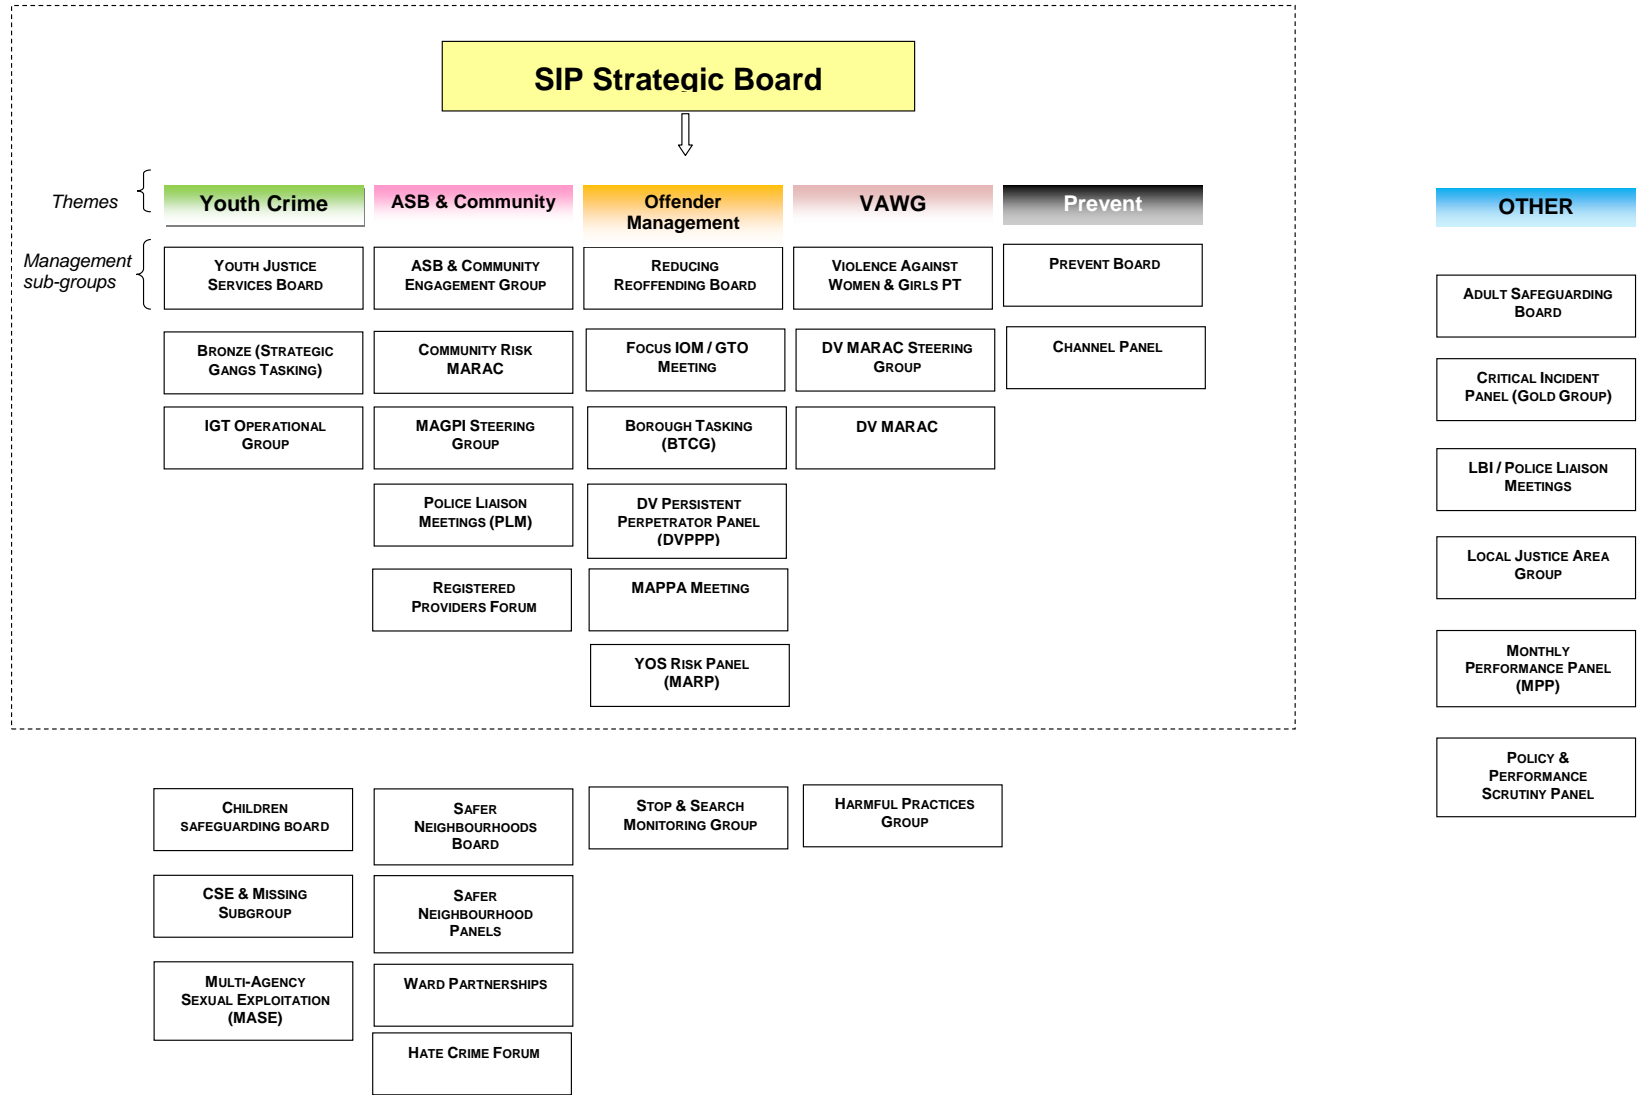 SIP Strategic Board
Themes
Youth Crime
ASB & Community
Offender
Management
VAWG
Prevent
OTHER
Management
sub-groups
YOUTH JUSTICE
SERVICES BOARD
ASB & COMMUNITY
ENGAGEMENT GROUP
REDUCING
REOFFENDING BOARD
VIOLENCE AGAINST
WOMEN & GIRLS PT
PREVENT BOARD
ADULT SAFEGUARDING
BOARD
BRONZE (STRATEGIC
GANGS TASKING)
COMMUNITY RISK
MARAC
FOCUS IOM / GTO
MEETING
DV MARAC STEERING
GROUP
CHANNEL PANEL
CRITICAL INCIDENT
PANEL (GOLD GROUP)
IGT OPERATIONAL
GROUP
MAGPI STEERING
GROUP
BOROUGH TASKING
(BTCG)
DV MARAC
LBI / POLICE LIAISON
MEETINGS
POLICE LIAISON
MEETINGS (PLM)
DV PERSISTENT
PERPETRATOR PANEL
(DVPPP)
LOCAL JUSTICE AREA
GROUP
REGISTERED
PROVIDERS FORUM
MAPPA MEETING
YOS RISK PANEL
(MARP)
MONTHLY
PERFORMANCE PANEL
(MPP)
POLICY &
PERFORMANCE
SCRUTINY PANEL
CHILDREN
SAFEGUARDING BOARD
SAFER
NEIGHBOURHOODS
BOARD
STOP & SEARCH
MONITORING GROUP
HARMFUL PRACTICES
GROUP
CSE & MISSING
SUBGROUP
SAFER
NEIGHBOURHOOD
PANELS
MULTI-AGENCY
SEXUAL EXPLOITATION
(MASE)
WARD PARTNERSHIPS
HATE CRIME FORUM